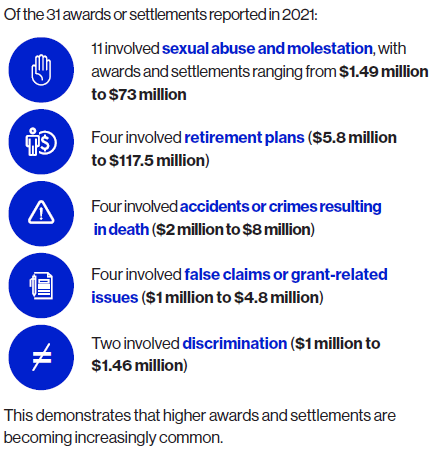 Of the 31 awards or settlements reported in 2021:
11 involved sexual abuse and molestation, with
awards and settlements ranging from $1.49 million
to $73 million
Four involved retirement plans ($5.8 million
to $117.5 million)
Four involved accidents or crimes resulting
in death ($2 million to $8 million)
Four involved false claims or grant-related
issues ($1 million to $4.8 million)
Two involved discrimination ($1 million to
$1.46 million)
This demonstrates that higher awards and settlements are
becoming increasingly common.